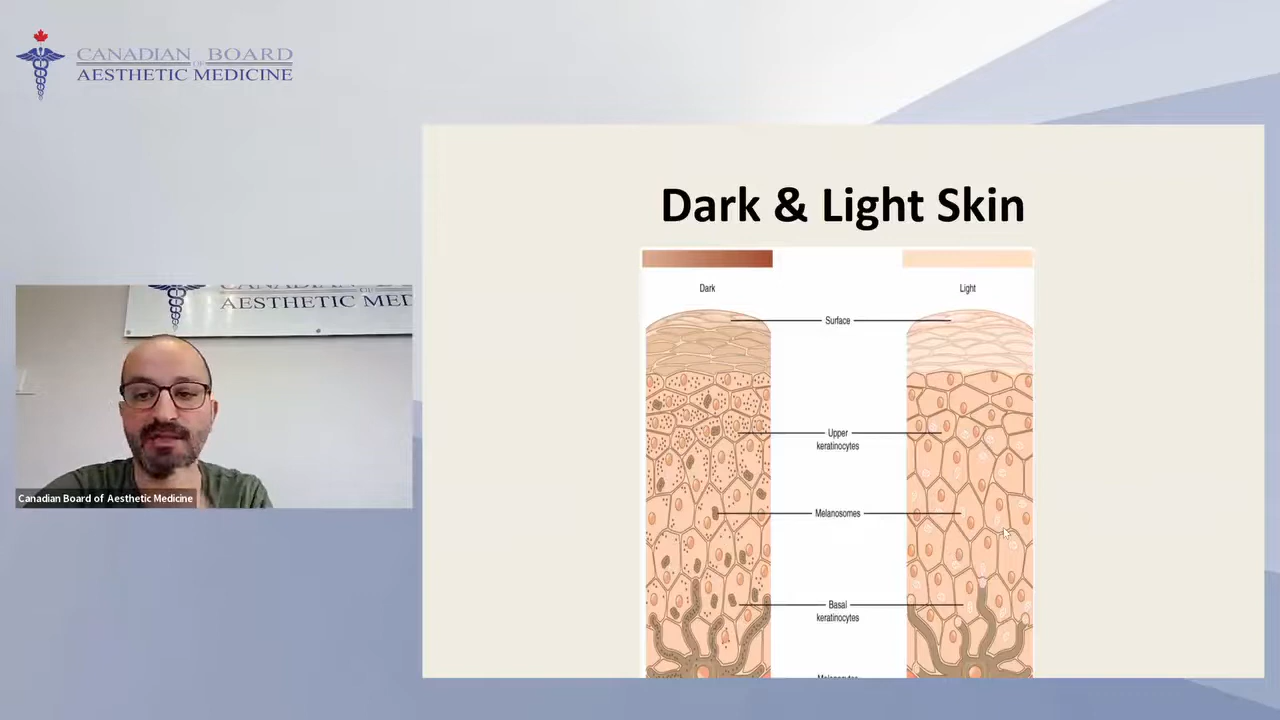 CANADIAN BOARD
OF
AESTHETIC MEDICINE
Dark & Light Skin
Dark
Light
Surface
Upper
keratinocytes
Melanosomes
Basal
keratinocytes
AESTHETIC MED
Canadian Board of Aesthetic Medicine